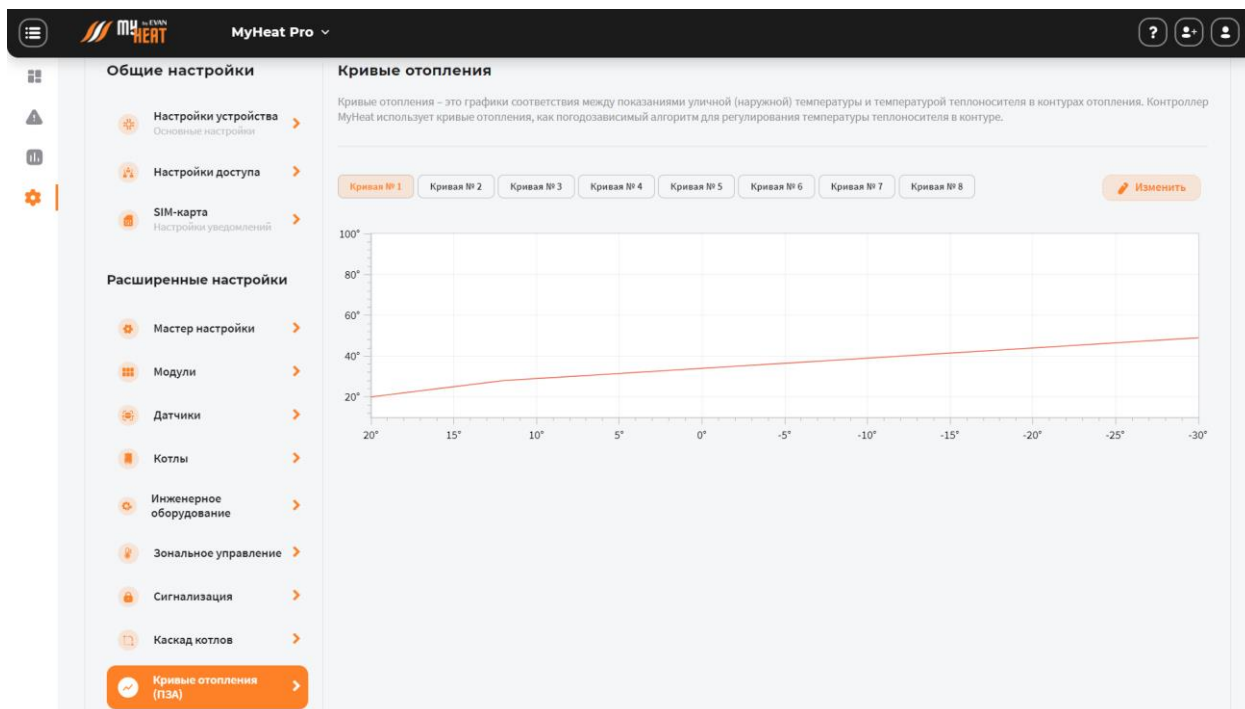 by EVAN
MYHEAT
MyHeat Pro
?
Общие настройки
Настройки устройства
Основные настройки
Настройки доступа
SIM-карта
Настройки уведомлений
Расширенные настройки
Мастер настройки
Модули
Датчики
Котлы
Инженерное
оборудование
Зональное управление
Сигнализация
Каскад котлов
Кривые отопления
(ПЗА)
Кривые отопления
Кривые отопления – это графики соответствия между показаниями уличной (наружной) температуры и температурой теплоносителя в контурах отопления. Контроллер
MyHeat использует кривые отопления, как погодозависимый алгоритм для регулирования температуры теплоносителя в контуре.
Кривая № 1 Кривая № 2 Кривая № 3 Кривая № 4 Кривая № 5 Кривая № 6 Кривая № 7 Кривая № 8 Изменить
100°
80°
60°
40°
20°
20° 15° 10° 5° 0° -5° -10° -15° -20° -25° -30°